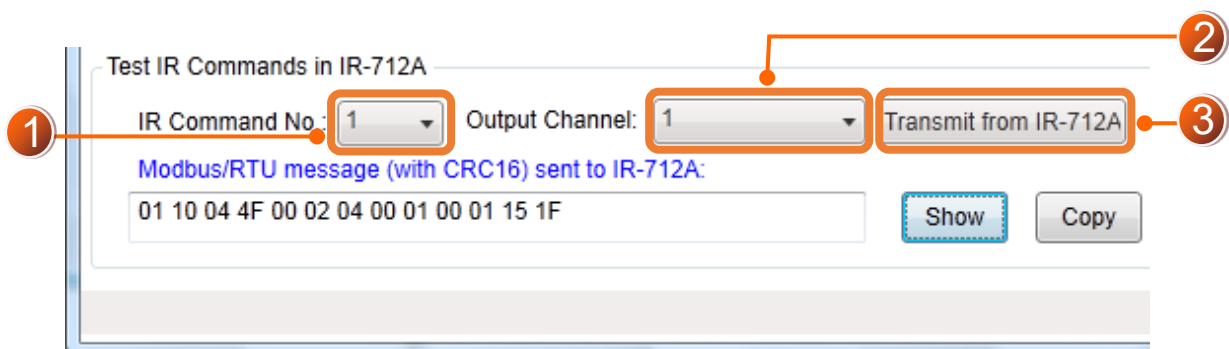 2
Test IR Commands in IR-712A
1 IR Command No.: 1 Output Channel: 1 Transmit from IR-712A 3
Modbus/RTU message (with CRC16) sent to IR-712A:
01 10 04 4F 00 02 04 00 01 00 01 15 1F Show Copy